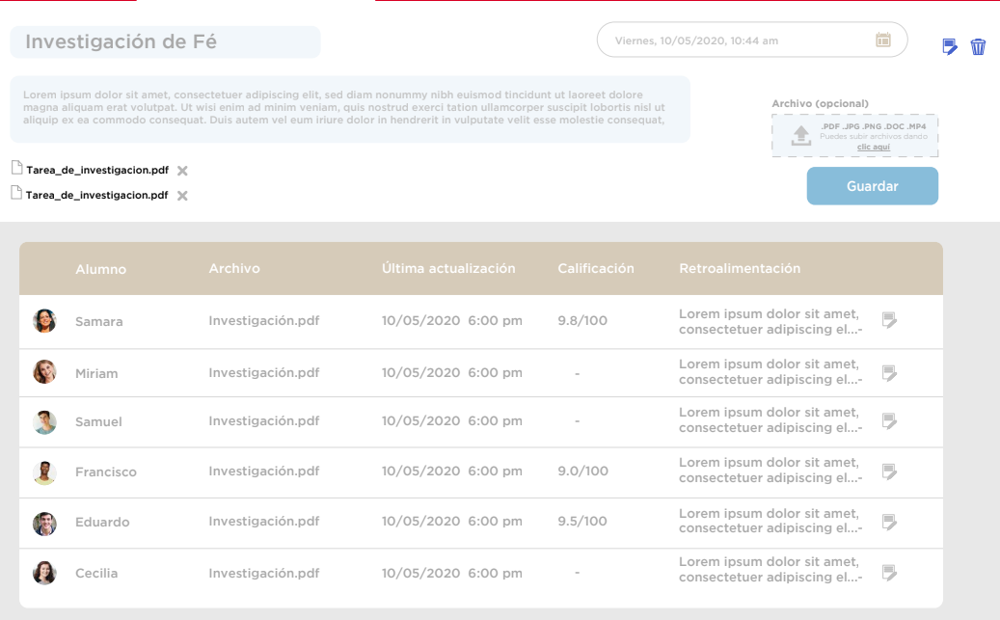 Investigación de Fé
Viernes, 10/05/2020, 10:44 am
Lorem ipsum dolor sit amet, consectetuer adipiscing elit, sed diam nonummy nibh euismod tincidunt ut laoreet dolore
magna aliquam erat volutpat. Ut wisi enim ad minim veniam, quis nostrud exerci tation ullamcorper suscipit lobortis nisl ut
aliquip ex ea commodo consequat. Duis autem vel eum iriure dolor in hendrerit in vulputate velit esse molestie consequat,
Archivo (opcional)
.PDF .JPG .PNG .DOC .MP4
Puedes subir archivos dando
clic aquí
Tarea_de_investigacion.pdf
Tarea_de_investigacion.pdf
Guardar
Alumno Archivo Última actualización Calificación Retroalimentación
Samara Investigación.pdf 10/05/2020 6:00 pm 9.8/100 Lorem ipsum dolor sit amet,
consectetuer adipiscing el...-
Miriam Investigación.pdf 10/05/2020 6:00 pm - Lorem ipsum dolor sit amet,
consectetuer adipiscing el...-
Samuel Investigación.pdf 10/05/2020 6:00 pm - Lorem ipsum dolor sit amet,
consectetuer adipiscing el...-
Francisco Investigación.pdf 10/05/2020 6:00 pm 9.0/100 Lorem ipsum dolor sit amet,
consectetuer adipiscing el...-
Eduardo Investigación.pdf 10/05/2020 6:00 pm 9.5/100 Lorem ipsum dolor sit amet,
consectetuer adipiscing el...-
Cecilia Investigación.pdf 10/05/2020 6:00 pm - Lorem ipsum dolor sit amet,
consectetuer adipiscing el...-